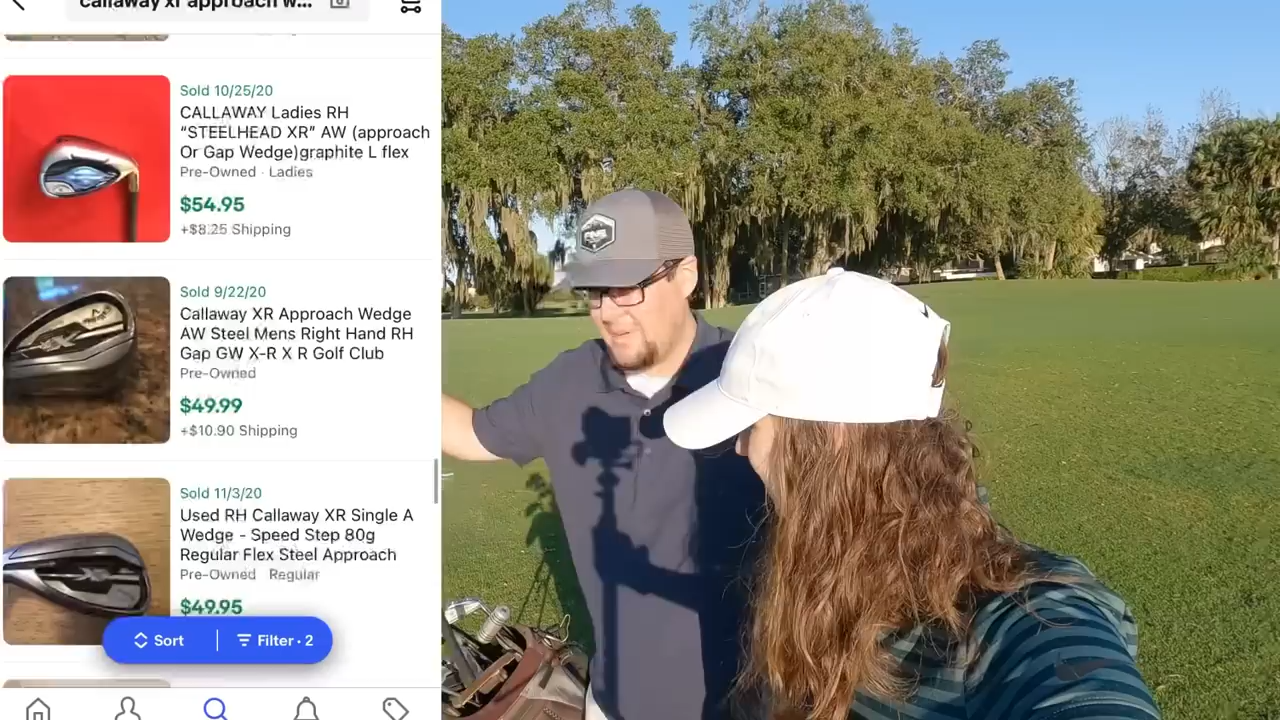 callaway xr approach w...
Sold 10/25/20
CALLAWAY Ladies RH
"STEELHEAD XR" AW (approach
Or Gap Wedge)graphite L flex
Pre-Owned · Ladies
$54.95
+$8.25 Shipping
Sold 9/22/20
Callaway XR Approach Wedge
AW Steel Mens Right Hand RH
Gap GW X-R X R Golf Club
Pre-Owned
$49.99
+$10.90 Shipping
Sold 11/3/20
Used RH Callaway XR Single A
Wedge - Speed Step 80g
Regular Flex Steel Approach
Pre-Owned Regular
$49.95
Sort
Filter · 2